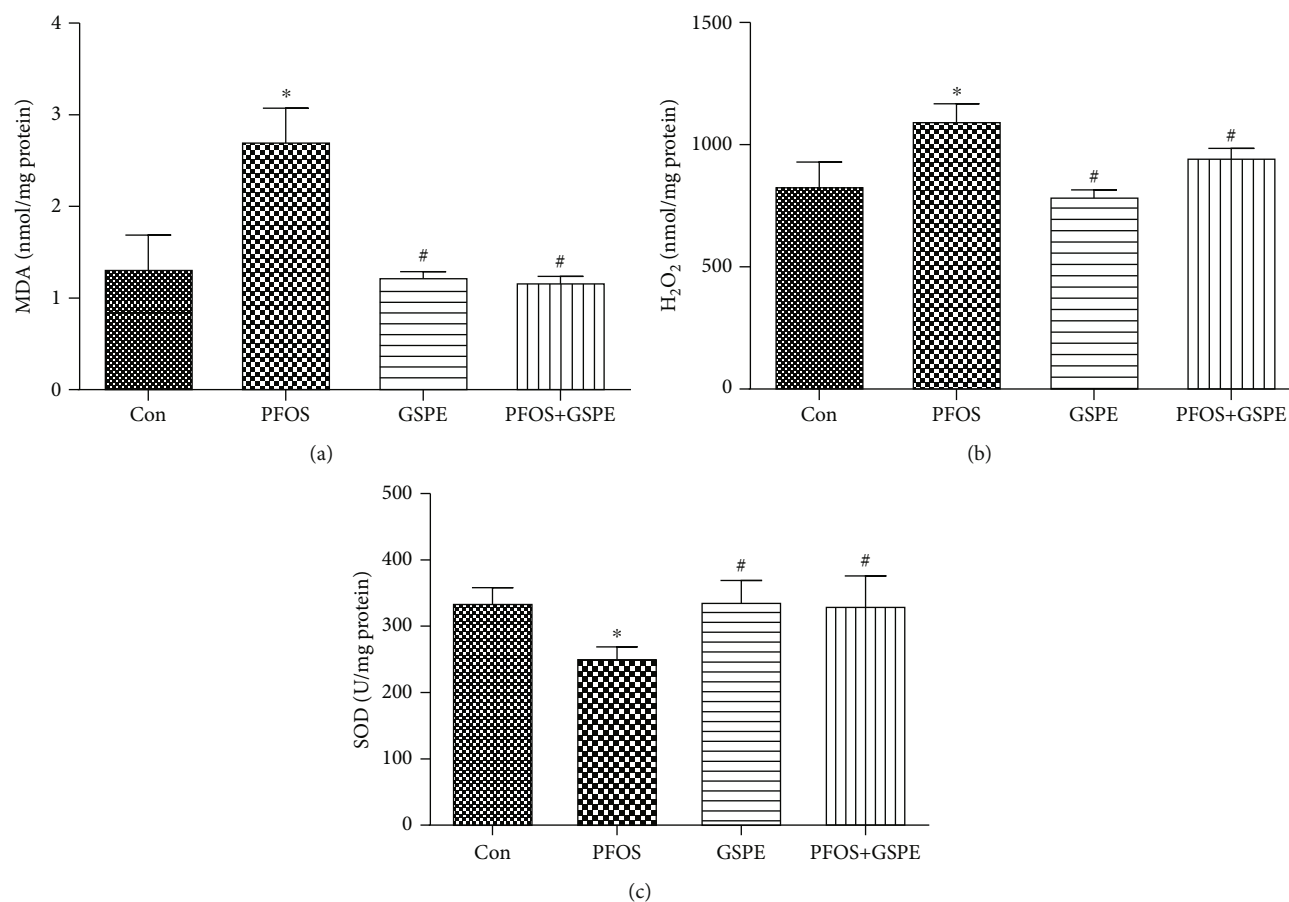 4
3
2
1
0
MDA (nmol/mg protein)
*
#
#
Con PFOS GSPE PFOS+GSPE
(a)
1500
1000
500
0
H₂O₂ (nmol/mg protein)
*
#
#
Con PFOS GSPE PFOS+GSPE
(b)
500
400
300
200
100
0
SOD (U/mg protein)
*
#
#
Con PFOS GSPE PFOS+GSPE
(c)